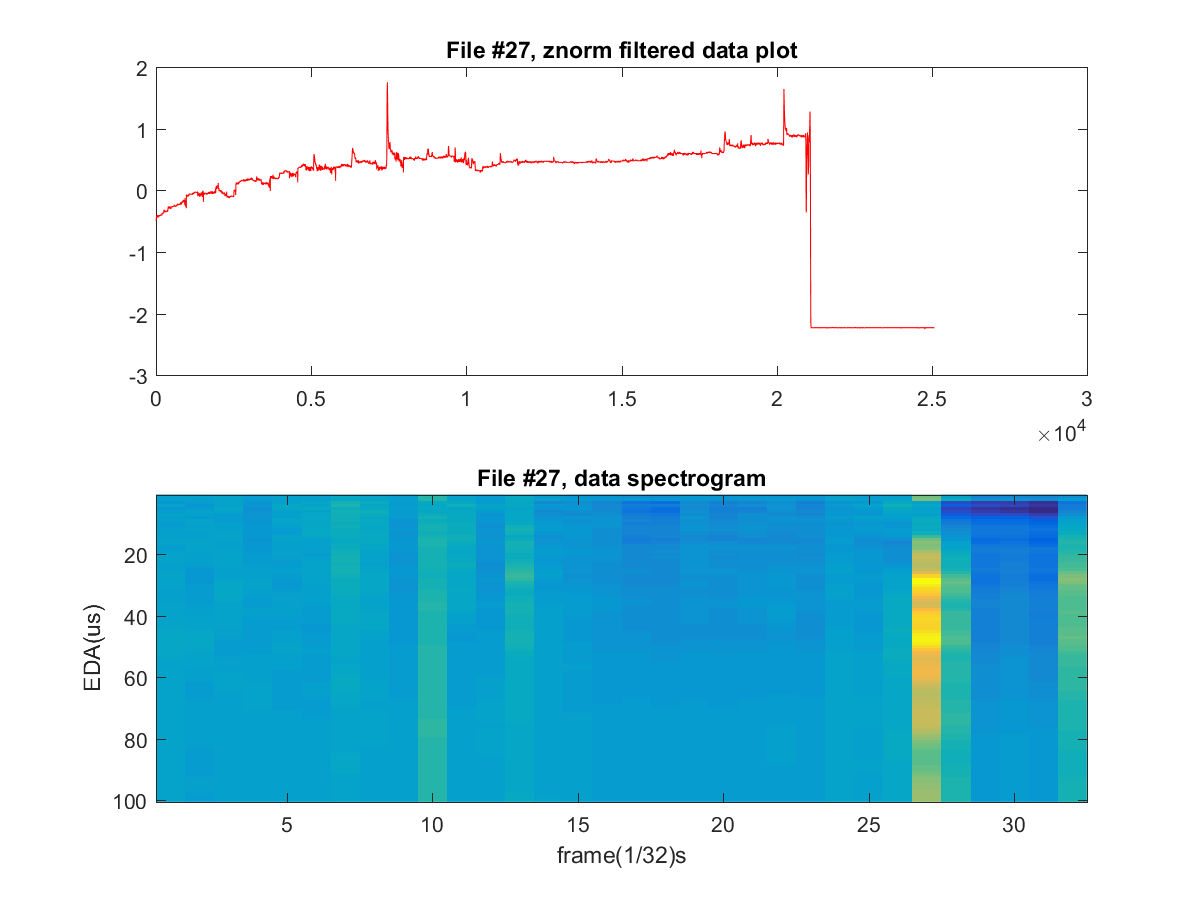 File #27, znorm filtered data plot
2
1
0
-1
-2
-3
0 0.5 1 1.5 2 2.5 3
×10^4
File #27, data spectrogram
20
40
60
80
100
EDA(us)
5 10 15 20 25 30
frame(1/32)s